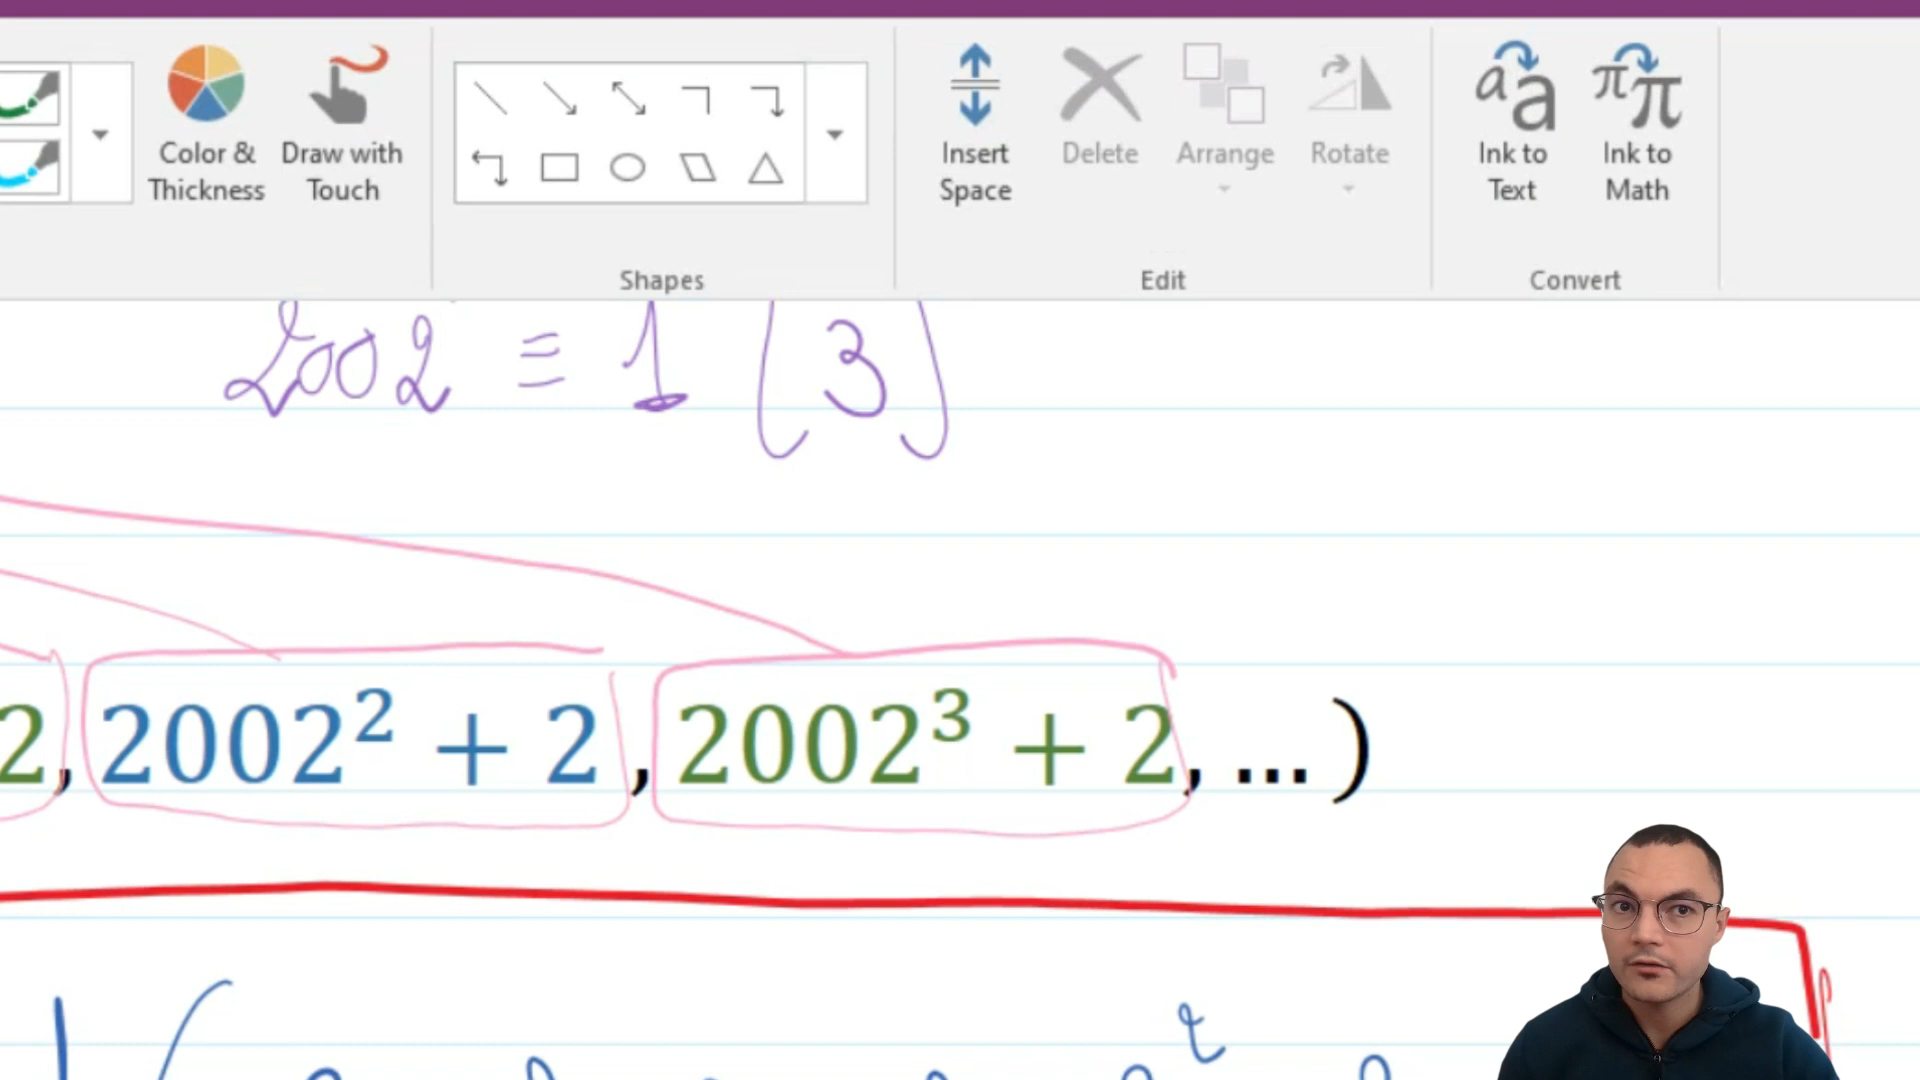 Color & Thickness
Draw with Touch
Insert Space
Delete
Arrange
Rotate
Ink to Text
Ink to Math
Shapes
Edit
Convert
2002 ≡ 1 [3]
2, 2002² + 2, 2002³ + 2, ...)